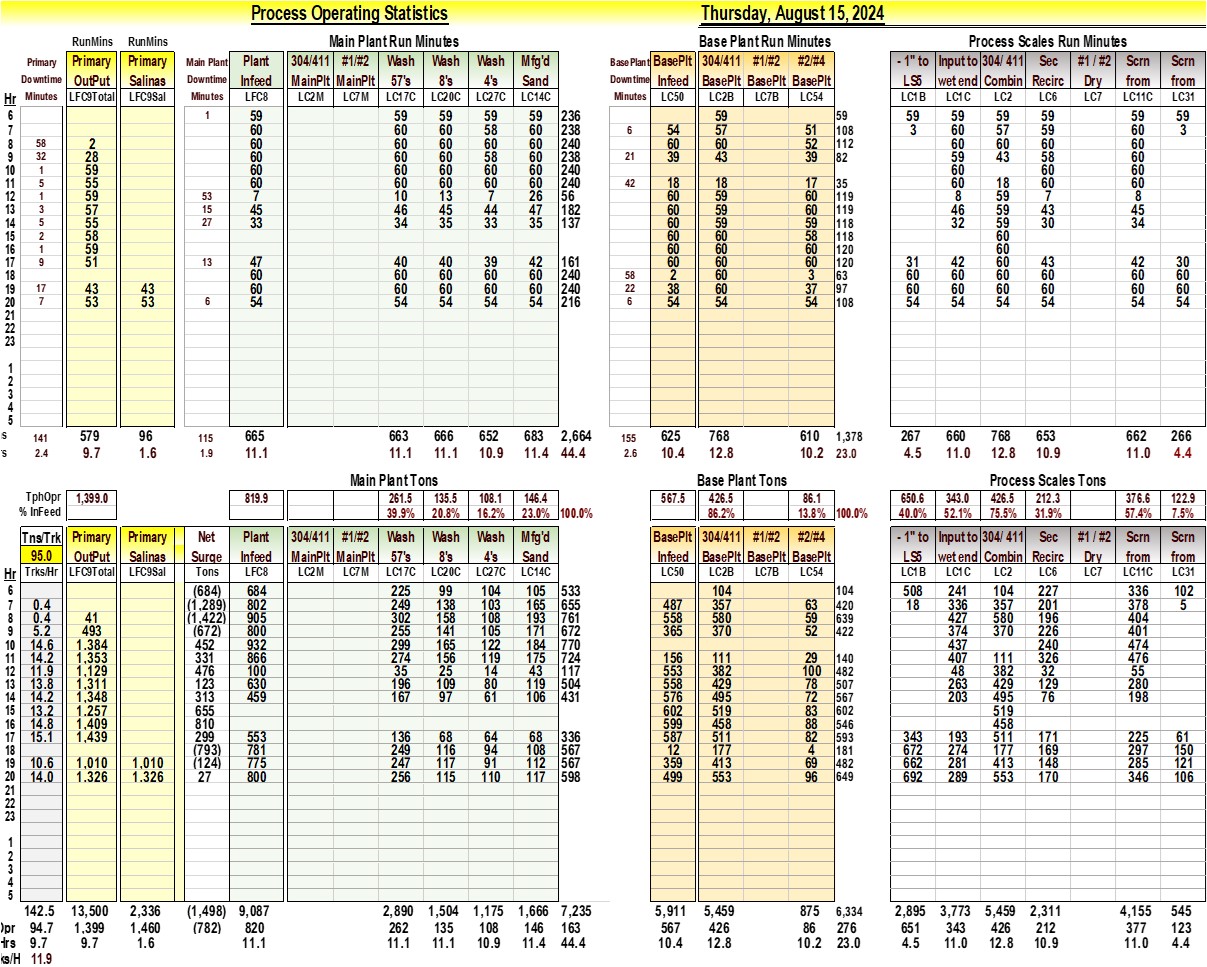 Process Operating Statistics Thursday, August 15, 2024
RunMins RunMins Main Plant Run Minutes Base Plant Run Minutes Process Scales Run Minutes
Primary Primary Primary Main Plant Plant 304/411 #1/#2 Wash Wash Wash Mfg'd Base Plant BasePlt 304/411 #1/#2 #2/#4 - 1" to Input to 304/ 411 Sec #1 / #2 Scrn Scrn
Downtime OutPut Salinas Downtime Infeed MainPlt MainPlt 57's 8's 4's Sand Downtime Infeed BasePlt BasePlt BasePlt LS5 wet end Combin Recirc Dry from from
Hr Minutes LFC9Total LFC9Sal Minutes LFC8 LC2M LC7M LC17C LC20C LC27C LC14C Minutes LC50 LC2B LC7B LC54 LC1B LC1C LC2 LC6 LC7 LC11C LC31
6 1 59 59 59 59 59 236 59 59 59 59 59 59 59 59
7 60 60 60 58 60 238 6 54 57 51 108 3 60 57 59 60 3
8 58 2 60 60 60 60 60 240 60 60 52 112 60 60 60 60
9 32 28 60 60 60 58 60 238 21 39 43 39 82 59 43 58 60
10 1 59 60 60 60 60 60 240 60 60 60
11 5 55 60 60 60 60 60 240 42 18 18 17 35 60 18 60 60
12 1 59 53 7 10 13 7 26 56 60 59 60 119 8 59 7 8
13 3 57 15 45 46 45 44 47 182 60 59 60 119 46 59 43 45
14 5 55 27 33 34 35 33 35 137 60 59 59 118 32 59 30 34
15 2 58 60 60 58 118 60
16 1 59 60 60 60 120 60
17 9 51 13 47 40 40 39 42 161 60 60 60 120 31 42 60 43 42 30
18 60 60 60 60 60 240 58 2 60 3 63 60 60 60 60 60 60
19 17 43 43 60 60 60 60 60 240 22 38 60 37 97 60 60 60 60 60 60
20 7 53 53 6 54 54 54 54 54 216 6 54 54 54 108 54 54 54 54 54 54
21
22
23
1
2
3
4
5
s 141 579 96 115 665 663 666 652 683 2,664 155 625 768 610 1,378 267 660 768 653 662 266
s 2.4 9.7 1.6 1.9 11.1 11.1 11.1 10.9 11.4 44.4 2.6 10.4 12.8 10.2 23.0 4.5 11.0 12.8 10.9 11.0 4.4
Main Plant Tons Base Plant Tons Process Scales Tons
TphOpr 1,399.0 819.9 261.5 135.5 108.1 146.4 567.5 426.5 86.1 650.6 343.0 426.5 212.3 376.6 122.9
% InFeed 39.9% 20.8% 16.2% 23.0% 100.0% 86.2% 13.8% 100.0% 40.0% 52.1% 75.5% 31.9% 57.4% 7.5%
Tns/Trk Primary Primary Net Plant 304/411 #1/#2 Wash Wash Wash Mfg'd BasePlt 304/411 #1/#2 #2/#4 - 1" to Input to 304/ 411 Sec #1 / #2 Scrn Scrn
95.0 OutPut Salinas Surge Infeed MainPlt MainPlt 57's 8's 4's Sand Infeed BasePlt BasePlt BasePlt LS5 wet end Combin Recirc Dry from from
Hr Trks/Hr LFC9Total LFC9Sal Tons LFC8 LC2M LC7M LC17C LC20C LC27C LC14C LC50 LC2B LC7B LC54 LC1B LC1C LC2 LC6 LC7 LC11C LC31
6 (684) 684 225 99 104 105 533 104 104 508 241 104 227 336 102
7 0.4 (1,289) 802 249 138 103 165 655 487 357 63 420 18 336 357 201 378 5
8 0.4 41 (1,422) 905 302 158 108 193 761 558 580 59 639 427 580 196 404
9 5.2 493 (672) 800 255 141 105 171 672 365 370 52 422 374 370 226 401
10 14.6 1,384 452 932 299 165 122 184 770 437 240 474
11 14.2 1,353 331 866 274 156 119 175 724 156 111 29 140 407 111 326 476
12 11.9 1,129 476 100 35 25 14 43 117 553 382 100 482 48 382 32 55
13 13.8 1,311 123 630 196 109 80 119 504 558 429 78 507 263 429 129 280
14 14.2 1,348 313 459 167 97 61 106 431 576 495 72 567 203 495 76 198
15 13.2 1,257 655 602 519 83 602 519
16 14.8 1,409 810 599 458 88 546 458
17 15.1 1,439 299 553 136 68 64 68 336 587 511 82 593 343 193 511 171 225 61
18 (793) 781 249 116 94 108 567 12 177 4 181 672 274 177 169 297 150
19 10.6 1,010 1,010 (124) 775 247 117 91 112 567 359 413 69 482 662 281 413 148 285 121
20 14.0 1,326 1,326 27 800 256 115 110 117 598 499 553 96 649 692 289 553 170 346 106
21
22
23
1
2
3
4
5
142.5 13,500 2,336 (1,498) 9,087 2,890 1,504 1,175 1,666 7,235 5,911 5,459 875 6,334 2,895 3,773 5,459 2,311 4,155 545
Opr 94.7 1,399 1,460 (782) 820 262 135 108 146 163 567 426 86 276 651 343 426 212 377 123
Hrs 9.7 9.7 1.6 11.1 11.1 11.1 10.9 11.4 44.4 10.4 12.8 10.2 23.0 4.5 11.0 12.8 10.9 11.0 4.4
ks/H 11.9